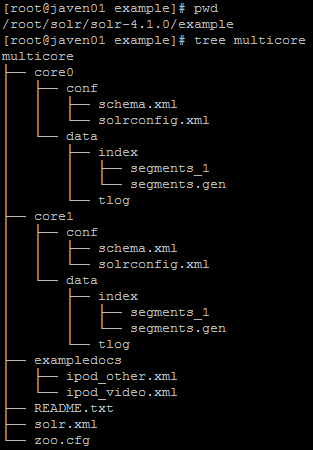 [root@javen01 example]# pwd
/root/solr/solr-4.1.0/example
[root@javen01 example]# tree multicore
multicore
├── core0
│   ├── conf
│   │   ├── schema.xml
│   │   └── solrconfig.xml
│   └── data
│       ├── index
│       │   ├── segments_1
│       │   └── segments.gen
│       └── tlog
├── core1
│   ├── conf
│   │   ├── schema.xml
│   │   └── solrconfig.xml
│   └── data
│       ├── index
│       │   ├── segments_1
│       │   └── segments.gen
│       └── tlog
├── exampledocs
│   ├── ipod_other.xml
│   └── ipod_video.xml
├── README.txt
├── solr.xml
└── zoo.cfg